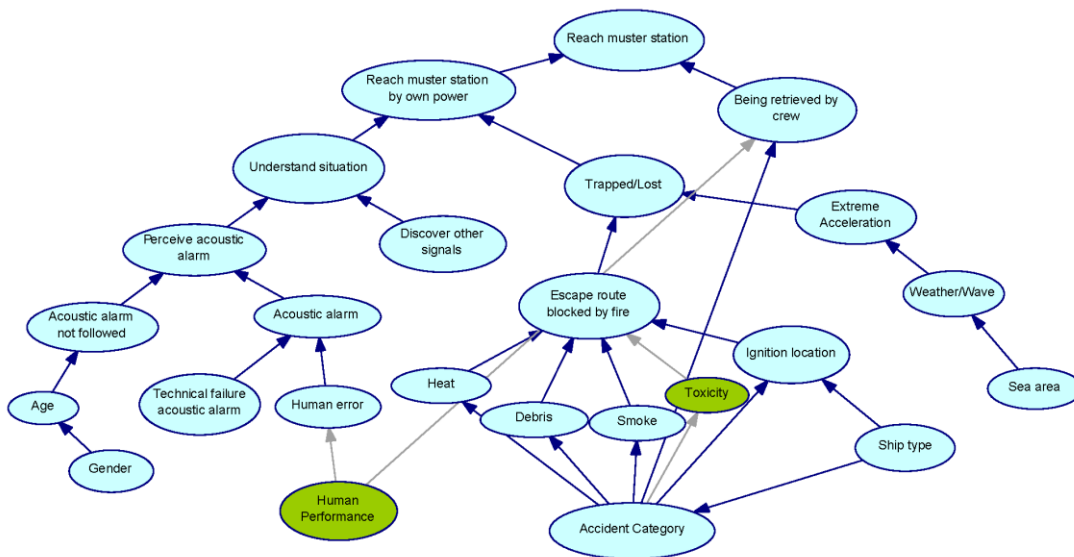 Reach muster station
Reach muster station
by own power
Being retrieved by
crew
Understand situation
Trapped/Lost
Extreme
Acceleration
Perceive acoustic
alarm
Discover other
signals
Escape route
blocked by fire
Weather/Wave
Acoustic alarm
not followed
Acoustic alarm
Ignition location
Heat
Toxicity
Sea area
Age
Technical failure
acoustic alarm
Human error
Debris
Smoke
Ship type
Gender
Human
Performance
Accident Category